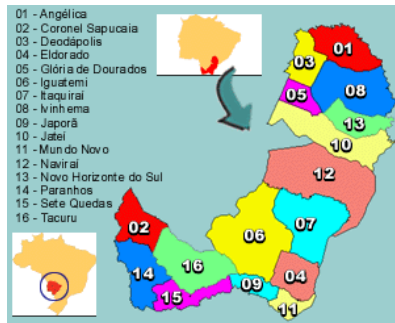 01 - Angélica
02 - Coronel Sapucaia
03 - Deodápolis
04 - Eldorado
05 - Glória de Dourados
06 - Iguatemi
07 - Itaquiraí
08 - Ivinhema
09 - Japorã
10 - Jateí
11 - Mundo Novo
12 - Naviraí
13 - Novo Horizonte do Sul
14 - Paranhos
15 - Sete Quedas
16 - Tacuru
01
03
08
05
13
10
12
02
06
07
16
14
04
09
15
11